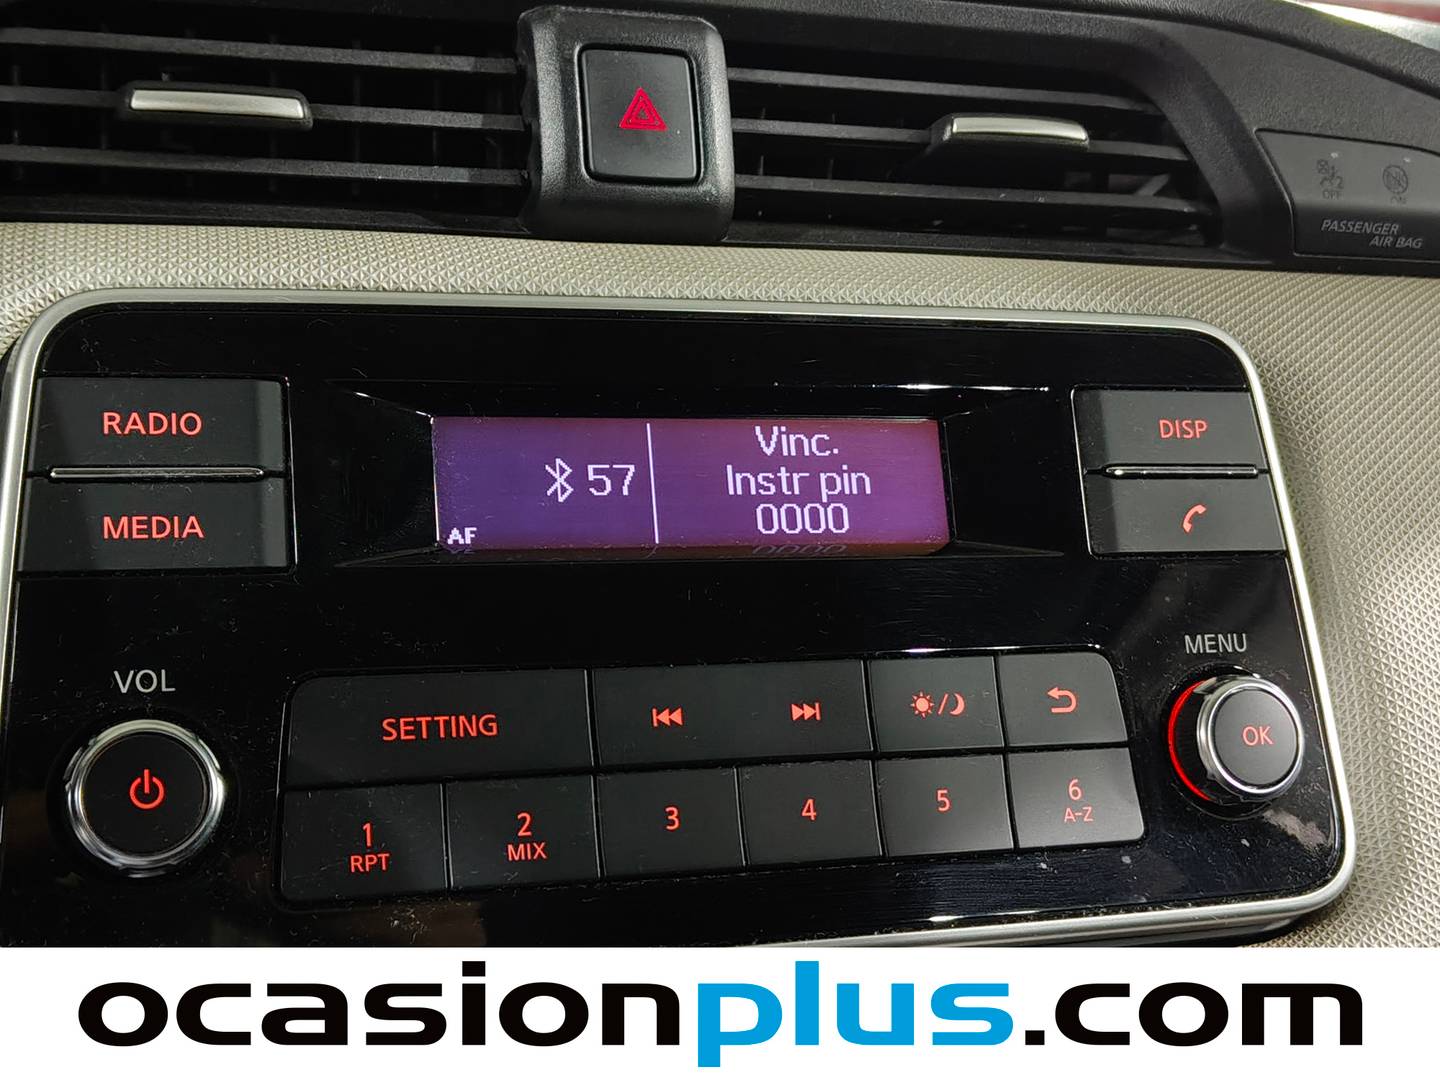 PASSENGER
AIR BAG
RADIO
MEDIA
57
AF
Vinc.
Instr pin
0000
DISP
VOL
MENU
SETTING
OK
1
RPT
2
MIX
3
4
5
6
A-Z
ocasionplus.com